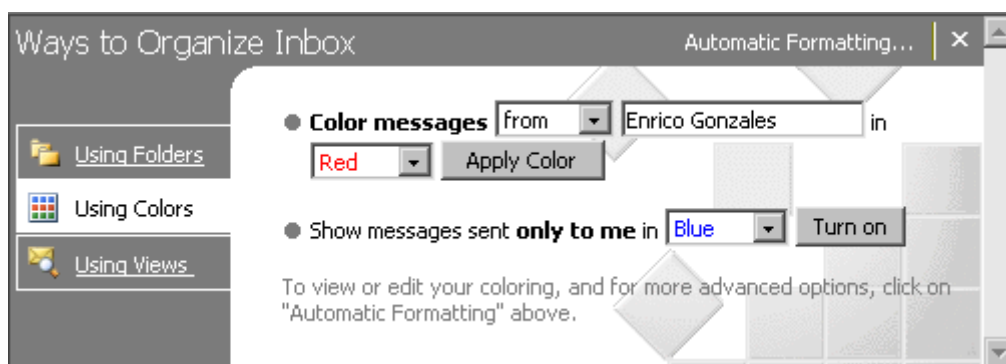 Ways to Organize Inbox Automatic Formatting...
Color messages from Enrico Gonzales in
Using Folders
Red Apply Color
Using Colors
Show messages sent only to me in Blue Turn on
Using Views
To view or edit your coloring, and for more advanced options, click on
"Automatic Formatting" above.